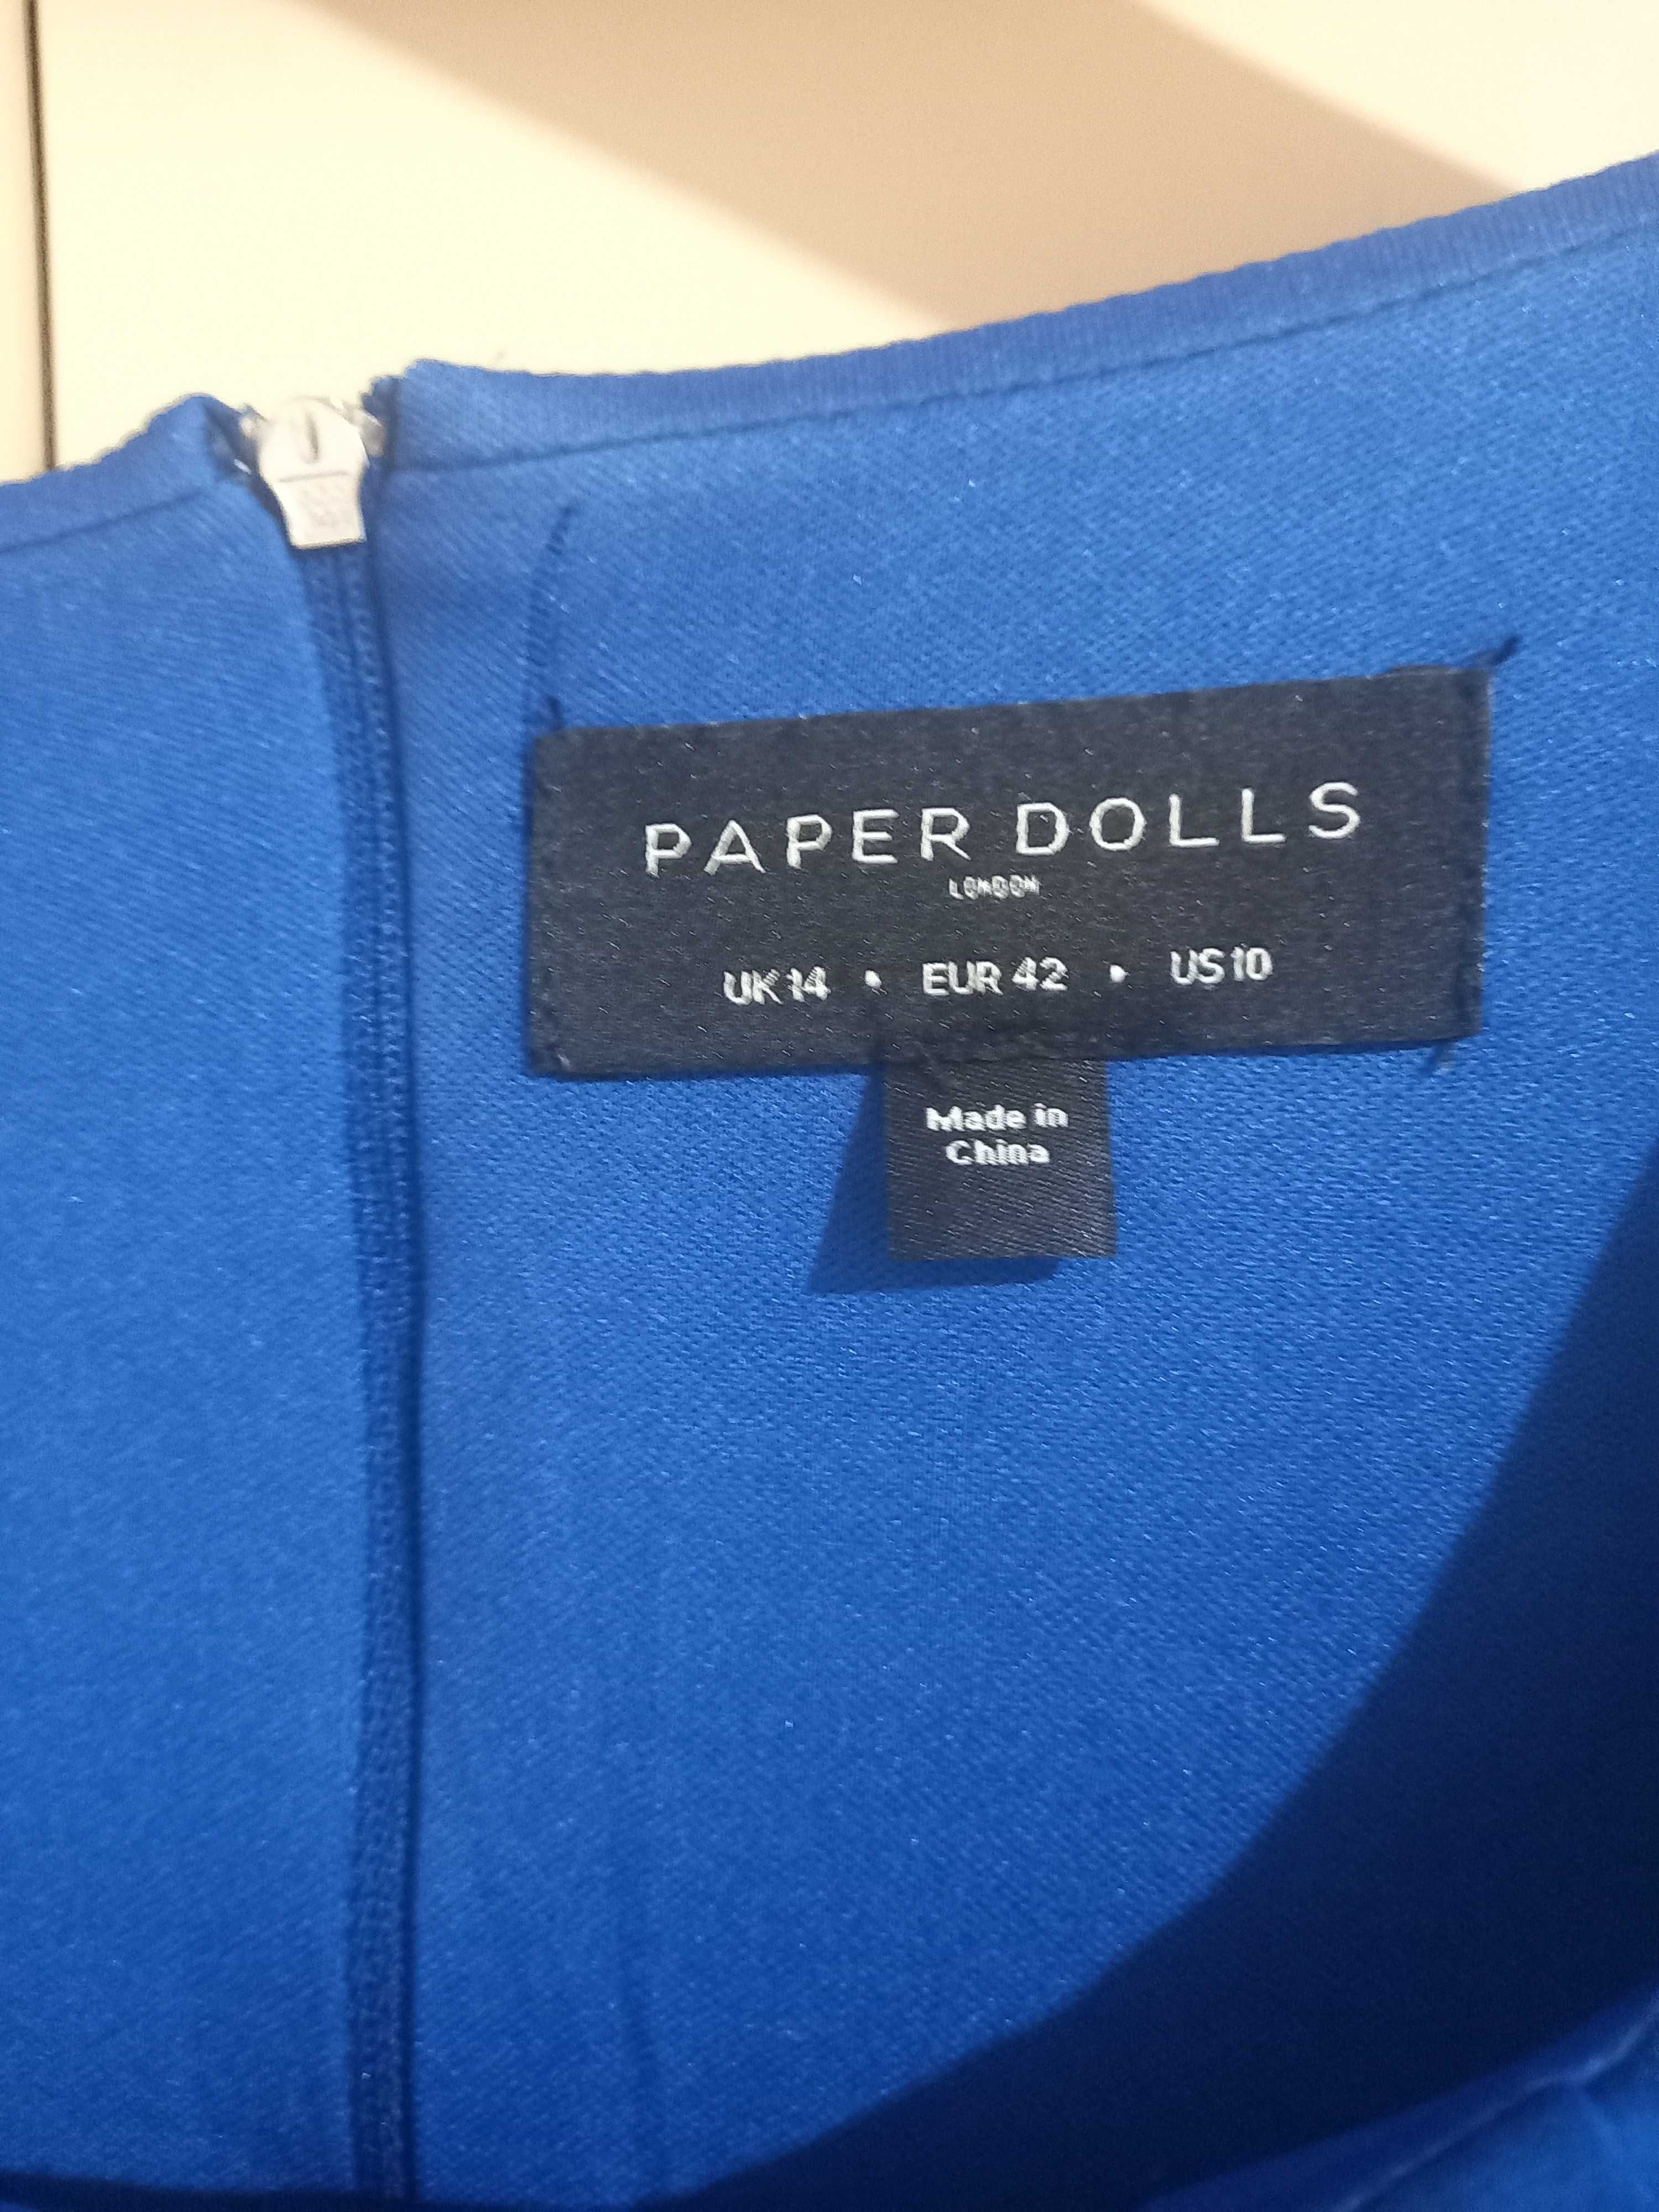 PAPER DOLLS
LONDON
UK 14 • EUR 42 • US 10
Made in
China